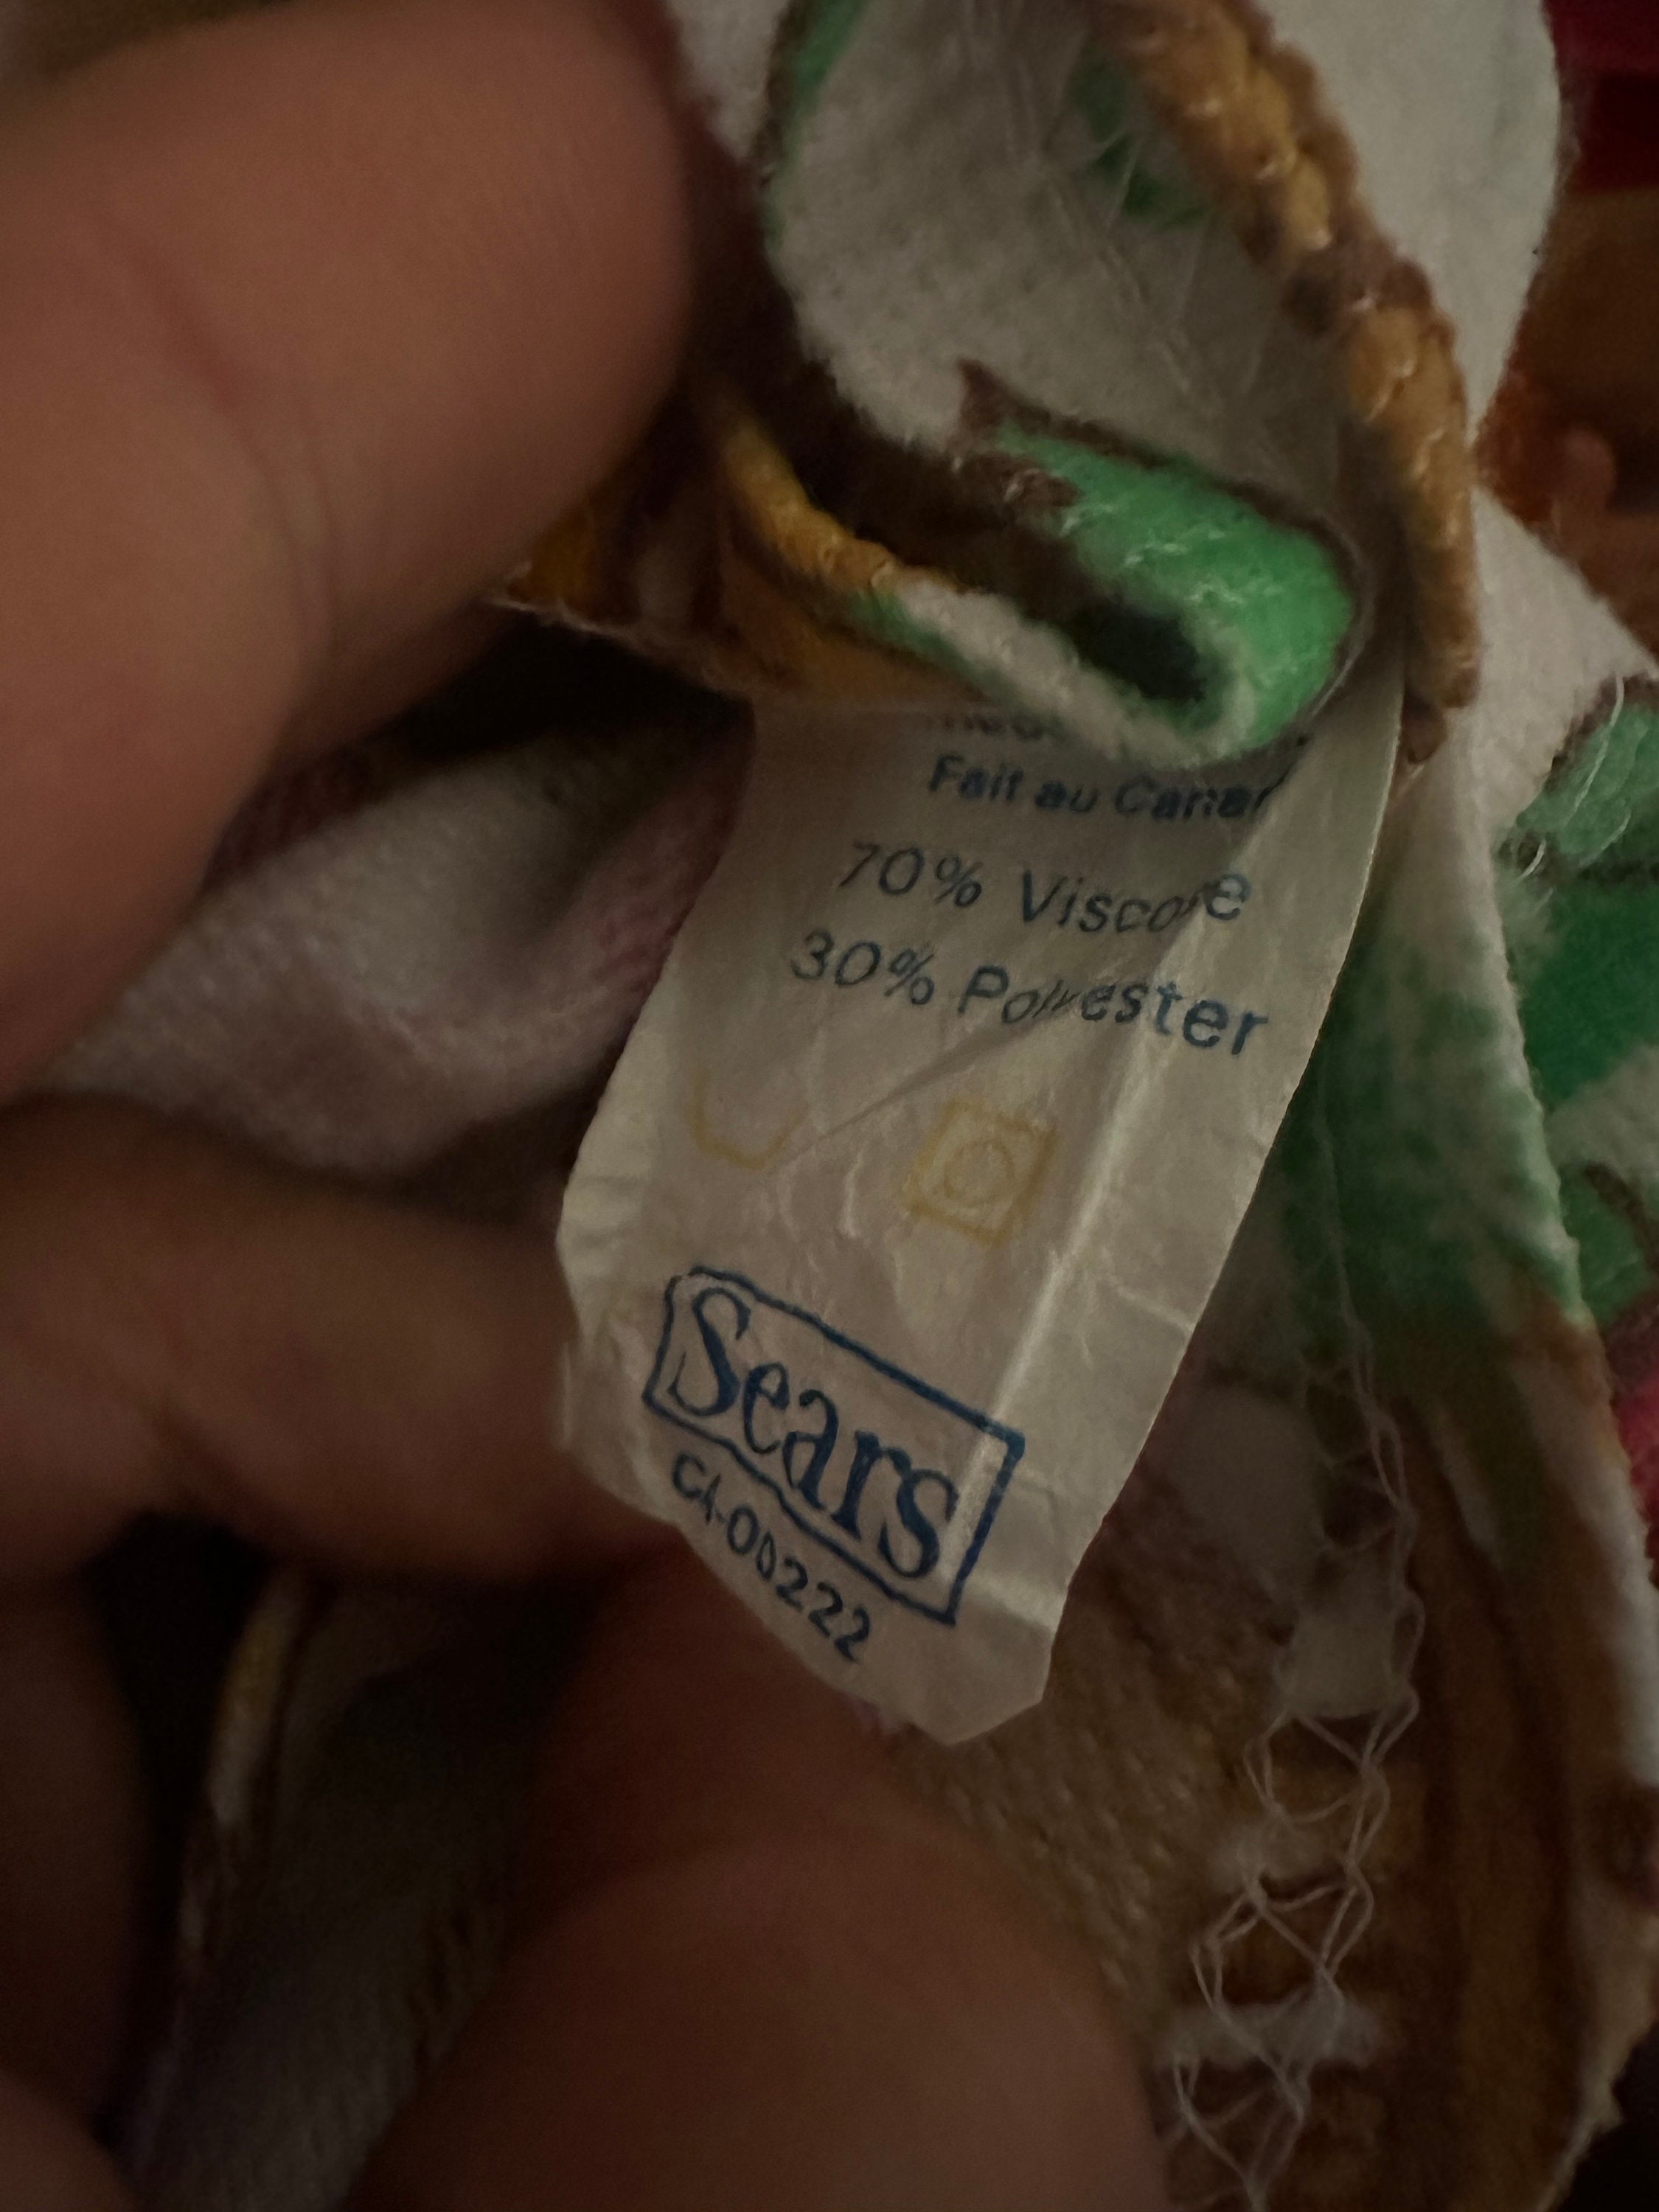 Fait au
70% Viscose
30% Polyester
Sears
CA-00222